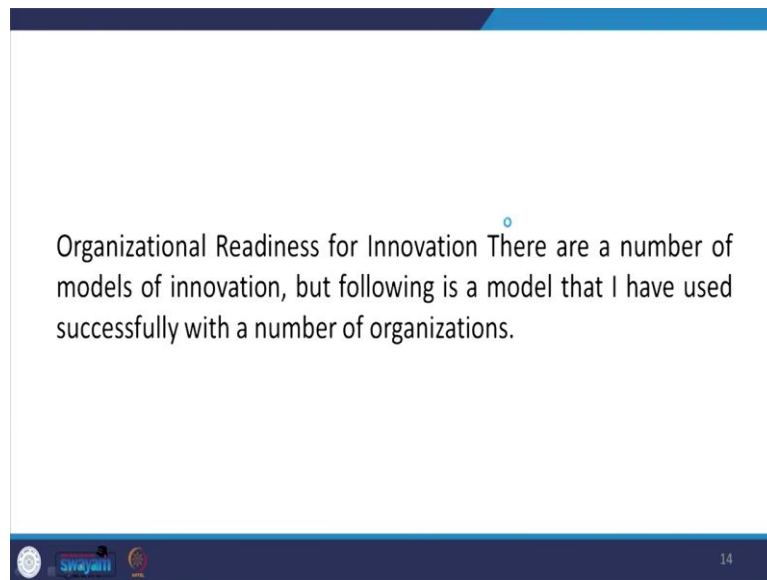 Organizational Readiness for Innovation There are a number of
models of innovation, but following is a model that I have used
successfully with a number of organizations.
swayam
14